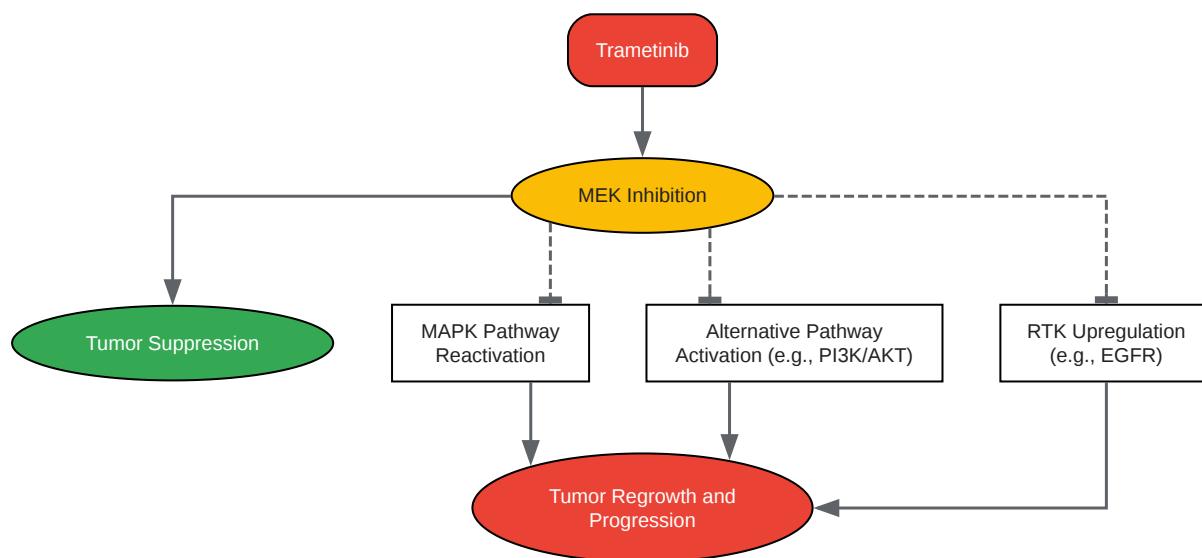 Trametinib
MEK Inhibition
Tumor Suppression
MAPK Pathway
Reactivation
Alternative Pathway
Activation (e.g., PI3K/AKT)
RTK Upregulation
(e.g., EGFR)
Tumor Regrowth and
Progression